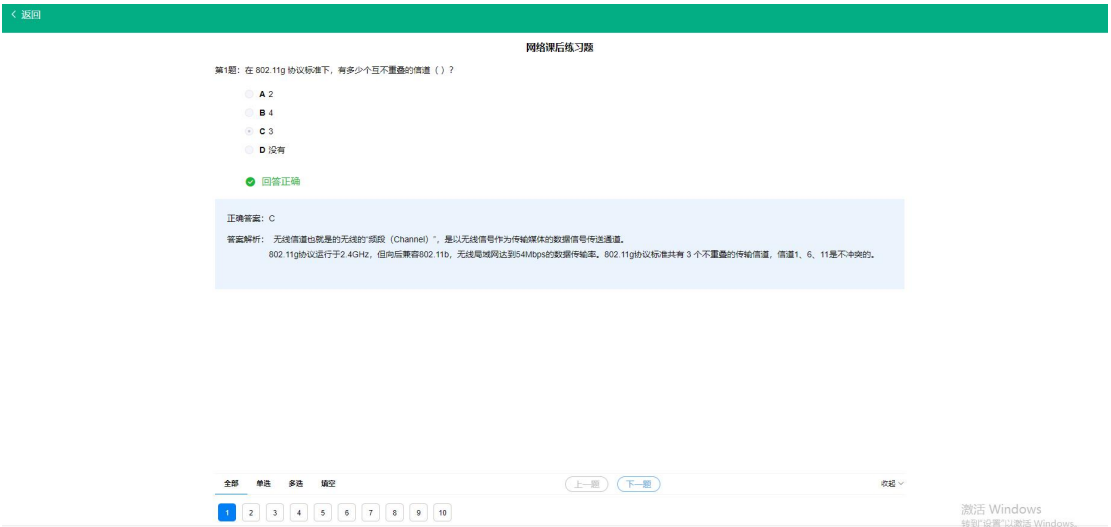 返回
网络课后练习题
第1题：在 802.11g 协议标准下，有多少个互不重叠的信道（ ）？
A 2
B 4
C 3
D 没有
回答正确
正确答案：C
答案解析： 无线信道也就是的无线的“频段（Channel）”，是以无线信号作为传输媒体的数据信号传送通道。
802.11g协议运行于2.4GHz，但向后兼容802.11b，无线局域网达到54Mbps的数据传输率。802.11g协议标准共有 3 个不重叠的传输信道，信道1、6、11是不冲突的。
全部 单选 多选 填空 上一题 下一题 收起
1 2 3 4 5 6 7 8 9 10
激活 Windows
转到“设置”以激活 Windows。